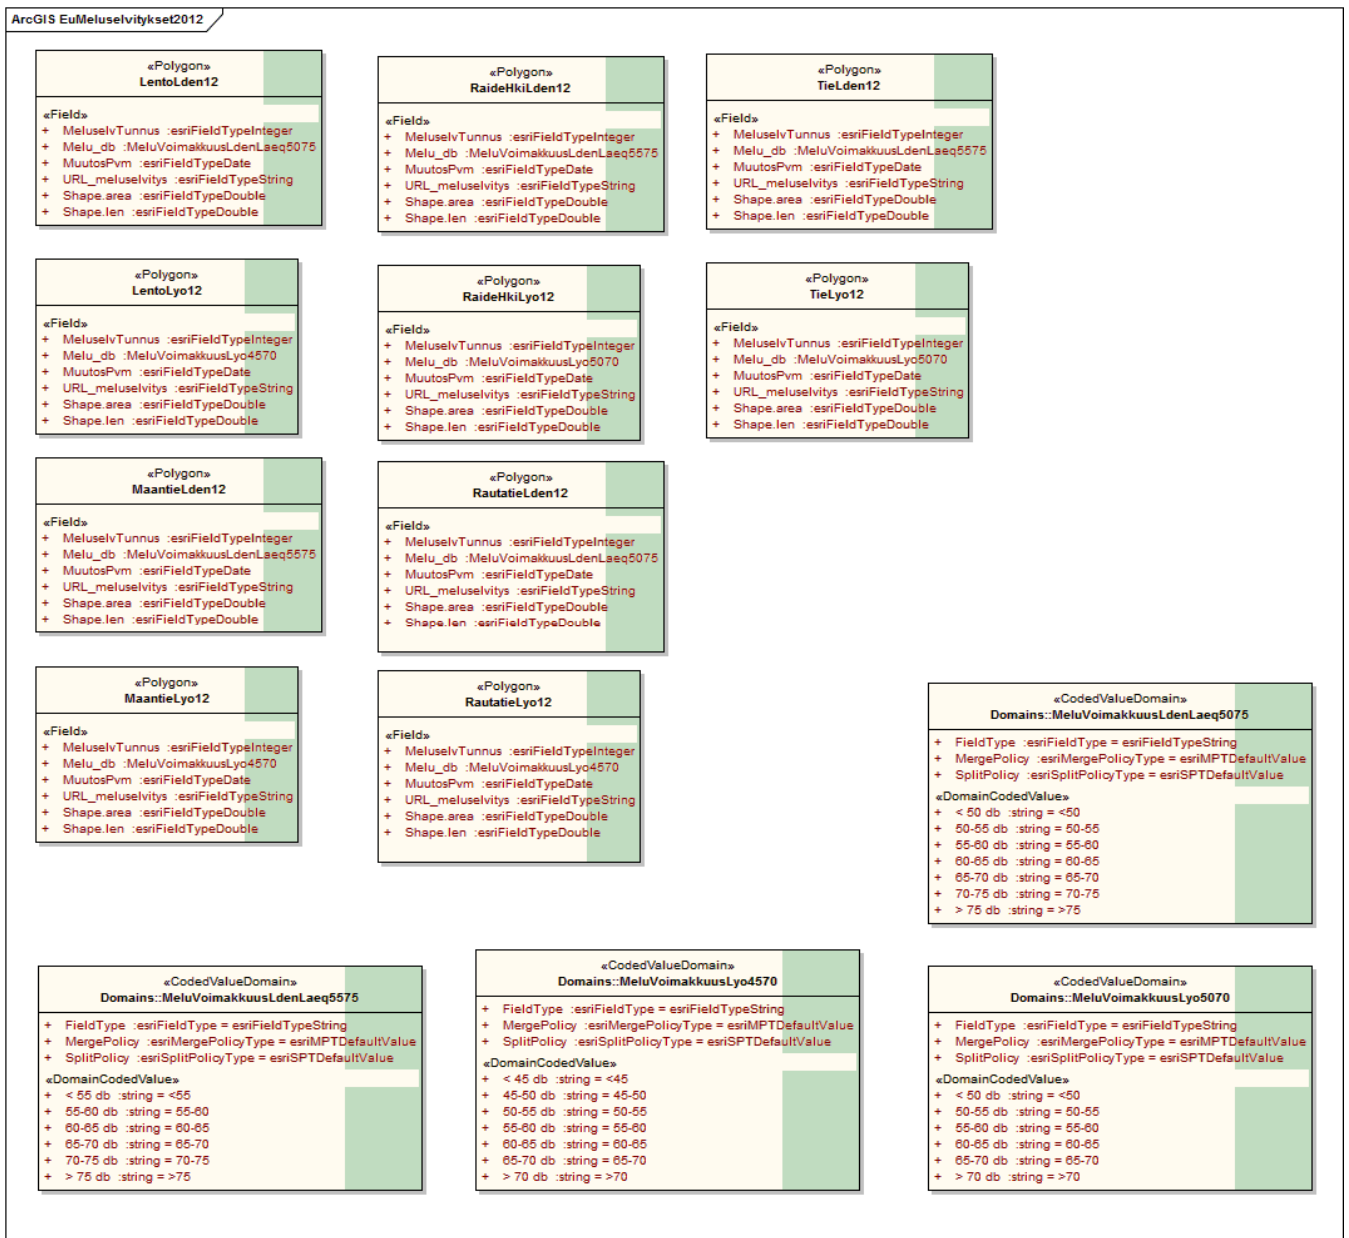 ArcGIS EuMeluselvitykset2012
«Polygon»
LentoLden12
«Field»
+ MeluselvTunnus :esriFieldTypeInteger
+ Melu_db :MeluVoimakkuusLdenLaeq5075
+ MuutosPvm :esriFieldTypeDate
+ URL_meluselvitys :esriFieldTypeString
+ Shape.area :esriFieldTypeDouble
+ Shape.len :esriFieldTypeDouble
«Polygon»
RaideHkiLden12
«Field»
+ MeluselvTunnus :esriFieldTypeInteger
+ Melu_db :MeluVoimakkuusLdenLaeq5575
+ MuutosPvm :esriFieldTypeDate
+ URL_meluselvitys :esriFieldTypeString
+ Shape.area :esriFieldTypeDouble
+ Shape.len :esriFieldTypeDouble
«Polygon»
TieLden12
«Field»
+ MeluselvTunnus :esriFieldTypeInteger
+ Melu_db :MeluVoimakkuusLdenLaeq5575
+ MuutosPvm :esriFieldTypeDate
+ URL_meluselvitys :esriFieldTypeString
+ Shape.area :esriFieldTypeDouble
+ Shape.len :esriFieldTypeDouble
«Polygon»
LentoLyo12
«Field»
+ MeluselvTunnus :esriFieldTypeInteger
+ Melu_db :MeluVoimakkuusLyo4570
+ MuutosPvm :esriFieldTypeDate
+ URL_meluselvitys :esriFieldTypeString
+ Shape.area :esriFieldTypeDouble
+ Shape.len :esriFieldTypeDouble
«Polygon»
RaideHkiLyo12
«Field»
+ MeluselvTunnus :esriFieldTypeInteger
+ Melu_db :MeluVoimakkuusLyo5070
+ MuutosPvm :esriFieldTypeDate
+ URL_meluselvitys :esriFieldTypeString
+ Shape.area :esriFieldTypeDouble
+ Shape.len :esriFieldTypeDouble
«Polygon»
TieLyo12
«Field»
+ MeluselvTunnus :esriFieldTypeInteger
+ Melu_db :MeluVoimakkuusLyo5070
+ MuutosPvm :esriFieldTypeDate
+ URL_meluselvitys :esriFieldTypeString
+ Shape.area :esriFieldTypeDouble
+ Shape.len :esriFieldTypeDouble
«Polygon»
MaantieLden12
«Field»
+ MeluselvTunnus :esriFieldTypeInteger
+ Melu_db :MeluVoimakkuusLdenLaeq5575
+ MuutosPvm :esriFieldTypeDate
+ URL_meluselvitys :esriFieldTypeString
+ Shape.area :esriFieldTypeDouble
+ Shape.len :esriFieldTypeDouble
«Polygon»
RautatieLden12
«Field»
+ MeluselvTunnus :esriFieldTypeInteger
+ Melu_db :MeluVoimakkuusLdenLaeq5075
+ MuutosPvm :esriFieldTypeDate
+ URL_meluselvitys :esriFieldTypeString
+ Shape.area :esriFieldTypeDouble
+ Shape.len :esriFieldTypeDouble
«Polygon»
MaantieLyo12
«Field»
+ MeluselvTunnus :esriFieldTypeInteger
+ Melu_db :MeluVoimakkuusLyo4570
+ MuutosPvm :esriFieldTypeDate
+ URL_meluselvitys :esriFieldTypeString
+ Shape.area :esriFieldTypeDouble
+ Shape.len :esriFieldTypeDouble
«Polygon»
RautatieLyo12
«Field»
+ MeluselvTunnus :esriFieldTypeInteger
+ Melu_db :MeluVoimakkuusLyo4570
+ MuutosPvm :esriFieldTypeDate
+ URL_meluselvitys :esriFieldTypeString
+ Shape.area :esriFieldTypeDouble
+ Shape.len :esriFieldTypeDouble
«CodedValueDomain»
Domains::MeluVoimakkuusLdenLaeq5075
+ FieldType :esriFieldType = esriFieldTypeString
+ MergePolicy :esriMergePolicyType = esriMPTDefaultValue
+ SplitPolicy :esriSplitPolicyType = esriSPTDefaultValue
«DomainCodedValue»
+ < 50 db :string = <50
+ 50-55 db :string = 50-55
+ 55-60 db :string = 55-60
+ 60-65 db :string = 60-65
+ 65-70 db :string = 65-70
+ 70-75 db :string = 70-75
+ > 75 db :string = >75
«CodedValueDomain»
Domains::MeluVoimakkuusLdenLaeq5575
+ FieldType :esriFieldType = esriFieldTypeString
+ MergePolicy :esriMergePolicyType = esriMPTDefaultValue
+ SplitPolicy :esriSplitPolicyType = esriSPTDefaultValue
«DomainCodedValue»
+ < 55 db :string = <55
+ 55-60 db :string = 55-60
+ 60-65 db :string = 60-65
+ 65-70 db :string = 65-70
+ 70-75 db :string = 70-75
+ > 75 db :string = >75
«CodedValueDomain»
Domains::MeluVoimakkuusLyo4570
+ FieldType :esriFieldType = esriFieldTypeString
+ MergePolicy :esriMergePolicyType = esriMPTDefaultValue
+ SplitPolicy :esriSplitPolicyType = esriSPTDefaultValue
«DomainCodedValue»
+ < 45 db :string = <45
+ 45-50 db :string = 45-50
+ 50-55 db :string = 50-55
+ 55-60 db :string = 55-60
+ 60-65 db :string = 60-65
+ 65-70 db :string = 65-70
+ > 70 db :string = >70
«CodedValueDomain»
Domains::MeluVoimakkuusLyo5070
+ FieldType :esriFieldType = esriFieldTypeString
+ MergePolicy :esriMergePolicyType = esriMPTDefaultValue
+ SplitPolicy :esriSplitPolicyType = esriSPTDefaultValue
«DomainCodedValue»
+ < 50 db :string = <50
+ 50-55 db :string = 50-55
+ 55-60 db :string = 55-60
+ 60-65 db :string = 60-65
+ 65-70 db :string = 65-70
+ > 70 db :string = >70